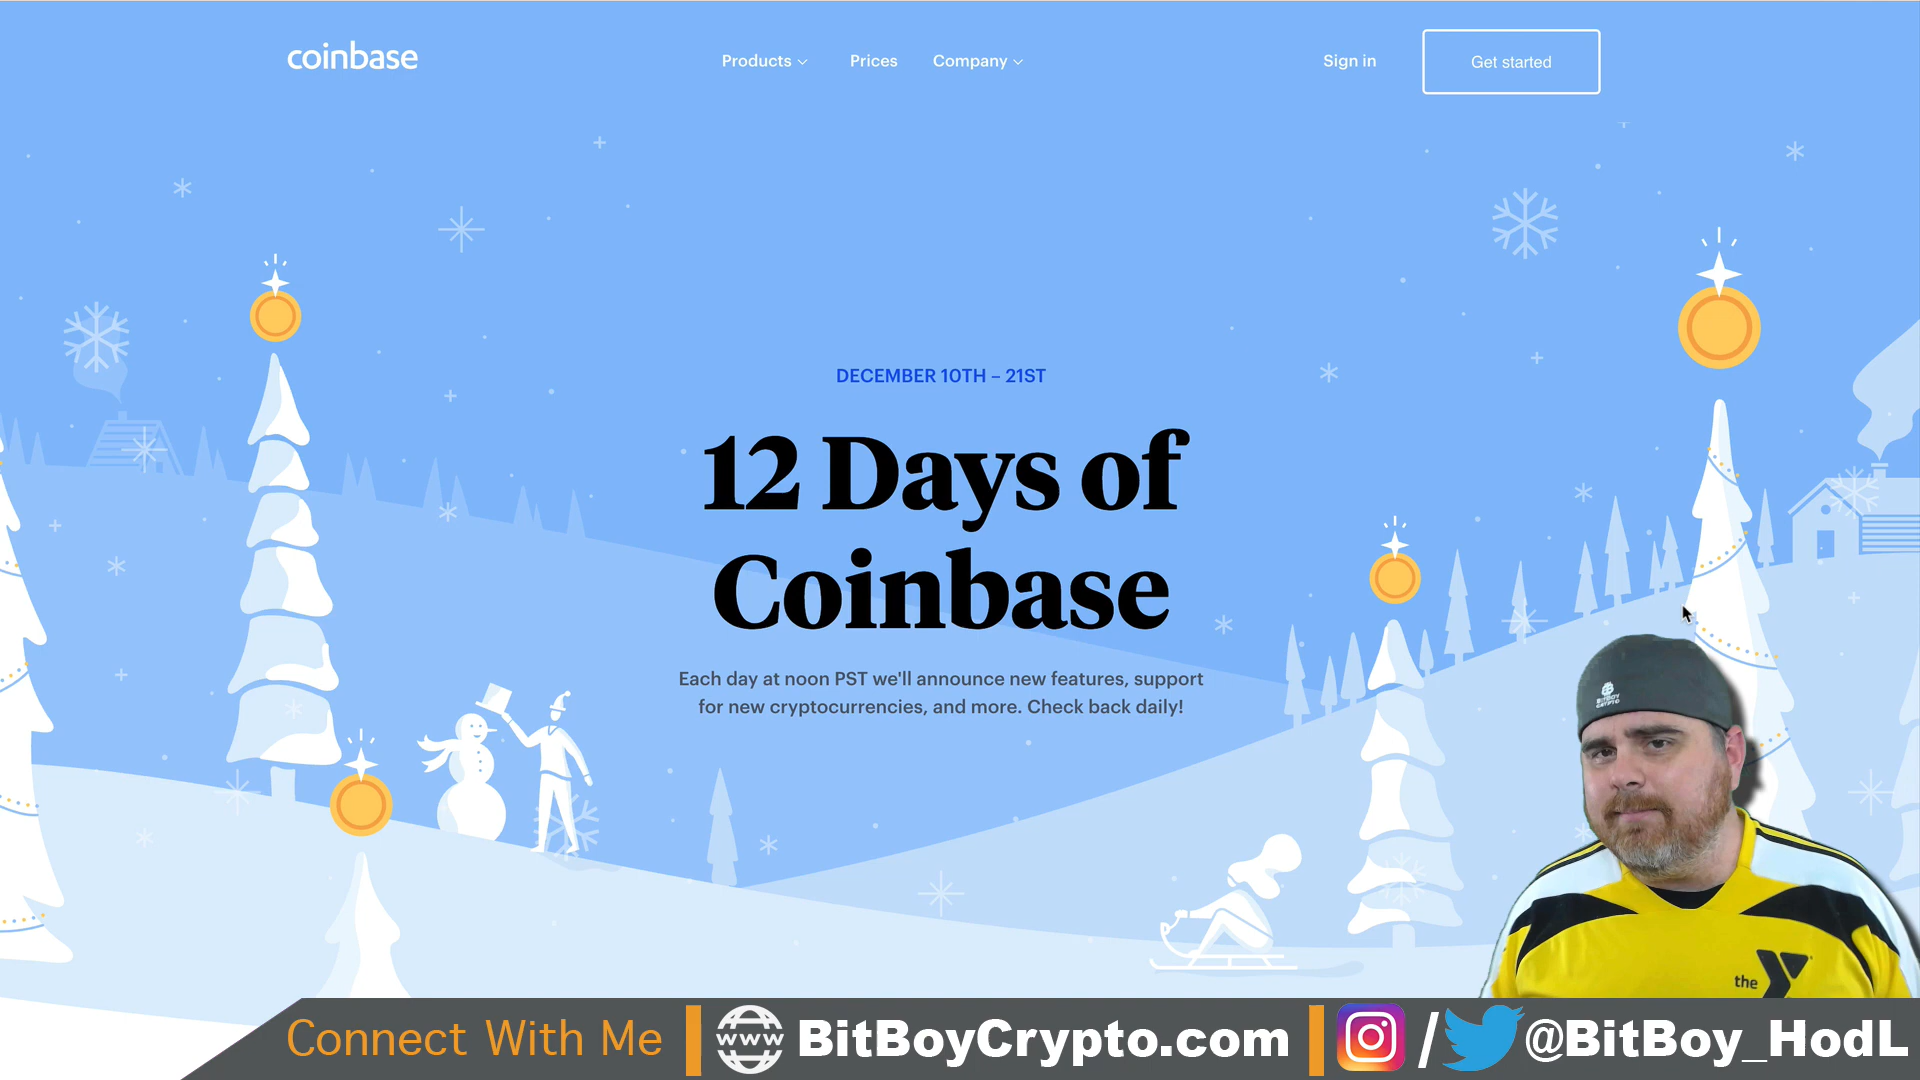 coinbase
Products
Prices
Company
Sign in
Get started
DECEMBER 10TH – 21ST
12 Days of
Coinbase
Each day at noon PST we'll announce new features, support
for new cryptocurrencies, and more. Check back daily!
BITBOY
CRYPTO
the Y
Connect With Me
www
BitBoyCrypto.com
/
@BitBoy_HodL